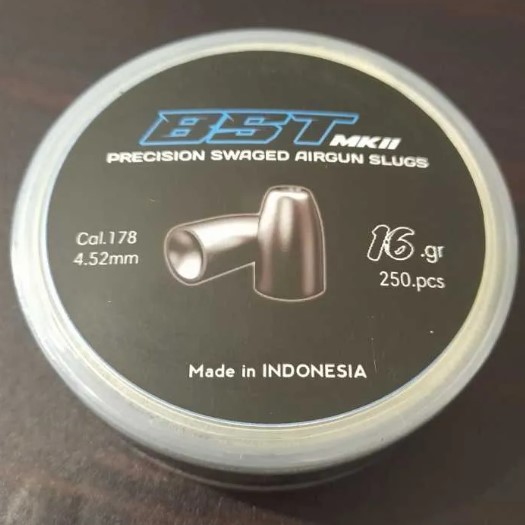 BST MKII
PRECISION SWAGED AIRGUN SLUGS
Cal.178
4.52mm
16.gr
250.pcs
Made in INDONESIA